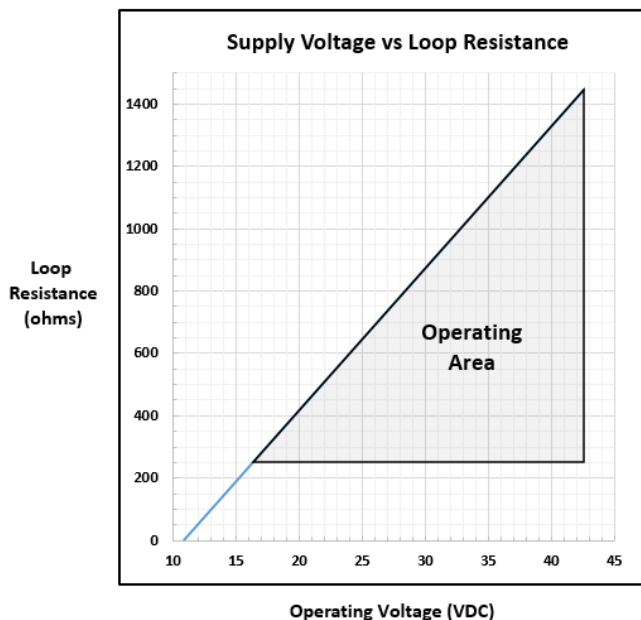 Supply Voltage vs Loop Resistance
1400
1200
1000
800
600
400
200
0
Loop
Resistance
(ohms)
Operating
Area
10 15 20 25 30 35 40 45
Operating Voltage (VDC)